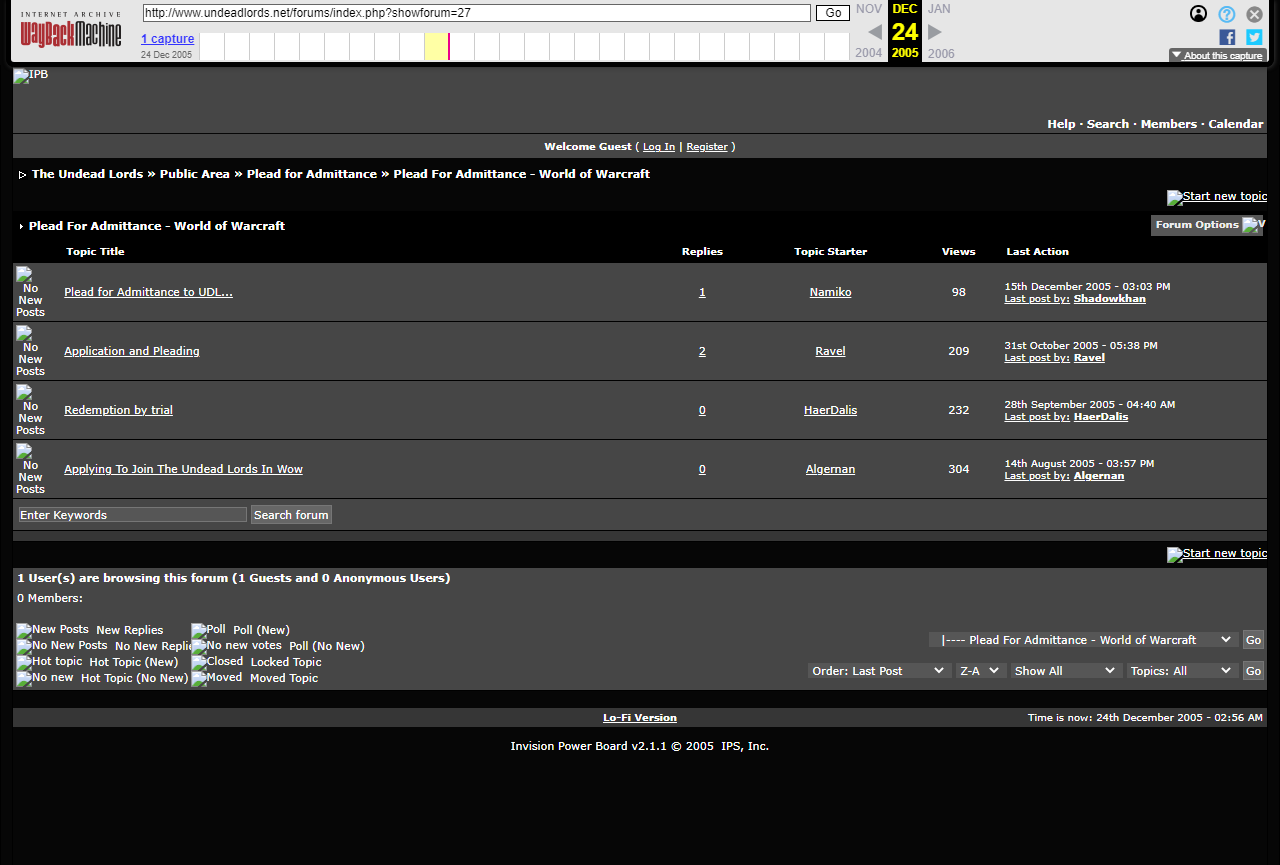 INTERNET ARCHIVE
WayBackMachine
http://www.undeadlords.net/forums/index.php?showforum=27
Go
NOV DEC JAN
1 capture
24
24 Dec 2005
2004 2005 2006
About this capture
IPB
Help · Search · Members · Calendar
Welcome Guest ( Log In | Register )
The Undead Lords » Public Area » Plead for Admittance » Plead For Admittance - World of Warcraft
Start new topic
Plead For Admittance - World of Warcraft
Forum Options V
Topic Title Replies Topic Starter Views Last Action
No New Posts
Plead for Admittance to UDL... 1 Namiko 98
15th December 2005 - 03:03 PM
Last post by: Shadowkhan
No New Posts
Application and Pleading 2 Ravel 209
31st October 2005 - 05:38 PM
Last post by: Ravel
No New Posts
Redemption by trial 0 HaerDalis 232
28th September 2005 - 04:40 AM
Last post by: HaerDalis
No New Posts
Applying To Join The Undead Lords In Wow 0 Algernan 304
14th August 2005 - 03:57 PM
Last post by: Algernan
Enter Keywords Search forum
Start new topic
1 User(s) are browsing this forum (1 Guests and 0 Anonymous Users)
0 Members:
New Posts New Replies Poll Poll (New)
No New Posts No New Replie No new votes Poll (No New)
Hot topic Hot Topic (New) Closed Locked Topic
No new Hot Topic (No New) Moved Moved Topic
|---- Plead For Admittance - World of Warcraft Go
Order: Last Post Z-A Show All Topics: All Go
Lo-Fi Version
Time is now: 24th December 2005 - 02:56 AM
Invision Power Board v2.1.1 © 2005 IPS, Inc.